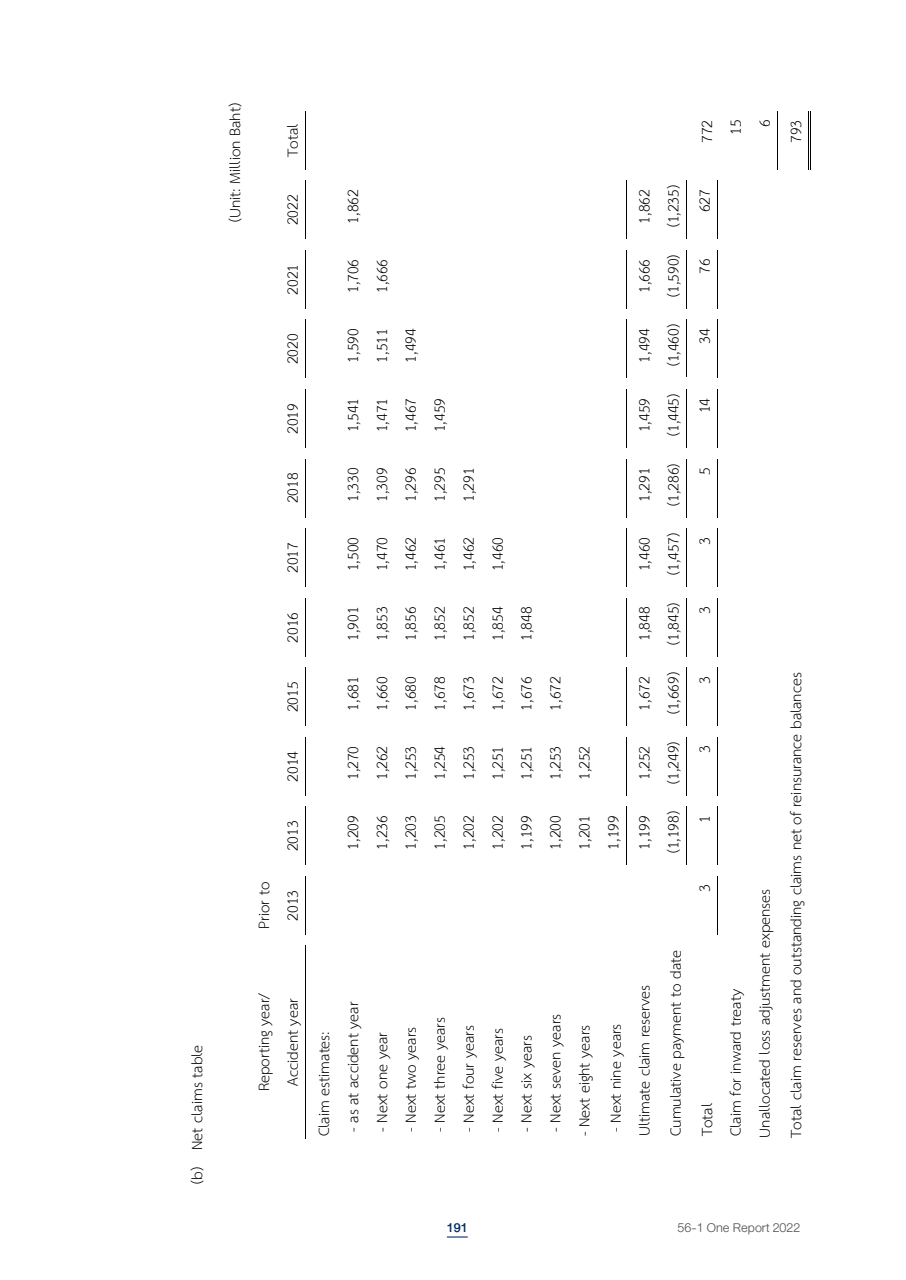 (b) Net claims table
(Unit: Million Baht)
Reporting year/ Prior to
Accident year 2013 2013 2014 2015 2016 2017 2018 2019 2020 2021 2022 Total
Claim estimates:
- as at accident year 1,209 1,270 1,681 1,901 1,500 1,330 1,541 1,590 1,706 1,862
- Next one year 1,236 1,262 1,660 1,853 1,470 1,309 1,471 1,511 1,666
- Next two years 1,203 1,253 1,680 1,856 1,462 1,296 1,467 1,494
- Next three years 1,205 1,254 1,678 1,852 1,461 1,295 1,459
- Next four years 1,202 1,253 1,673 1,852 1,462 1,291
- Next five years 1,202 1,251 1,672 1,854 1,460
- Next six years 1,199 1,251 1,676 1,848
- Next seven years 1,200 1,253 1,672
- Next eight years 1,201 1,252
- Next nine years 1,199
Ultimate claim reserves 1,199 1,252 1,672 1,848 1,460 1,291 1,459 1,494 1,666 1,862
Cumulative payment to date (1,198) (1,249) (1,669) (1,845) (1,457) (1,286) (1,445) (1,460) (1,590) (1,235)
Total 3 1 3 3 3 3 5 14 34 76 627 772
Claim for inward treaty 15
Unallocated loss adjustment expenses 6
Total claim reserves and outstanding claims net of reinsurance balances 793
191
56-1 One Report 2022